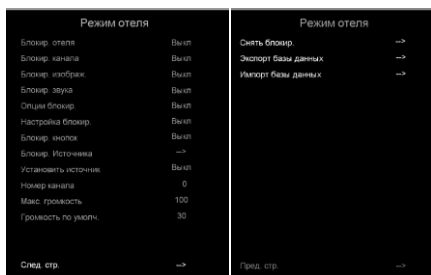 Режим отеля
Блокир. отеля Выкл
Блокир. канала Выкл
Блокир. изображ. Выкл
Блокир. звука Выкл
Опции блокир. Выкл
Настройка блокир. Выкл
Блокир. кнопок Выкл
Блокир. Источника -->
Установить источник Выкл
Номер канала 0
Макс. громкость 100
Громкость по умолч. 30
След. стр. -->
Режим отеля
Снять блокир. -->
Экспорт базы данных -->
Импорт базы данных -->
Пред. стр. -->